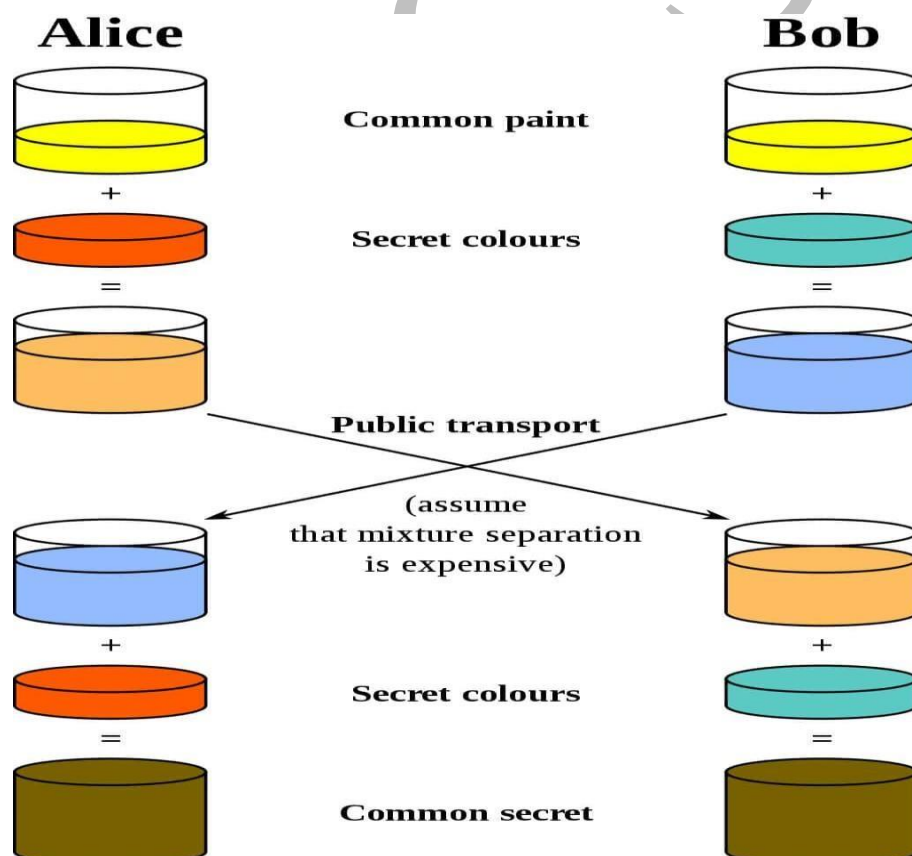 Alice
Bob
Common paint
+
+
Secret colours
=
=
Public transport
(assume
that mixture separation
is expensive)
+
+
Secret colours
=
=
Common secret